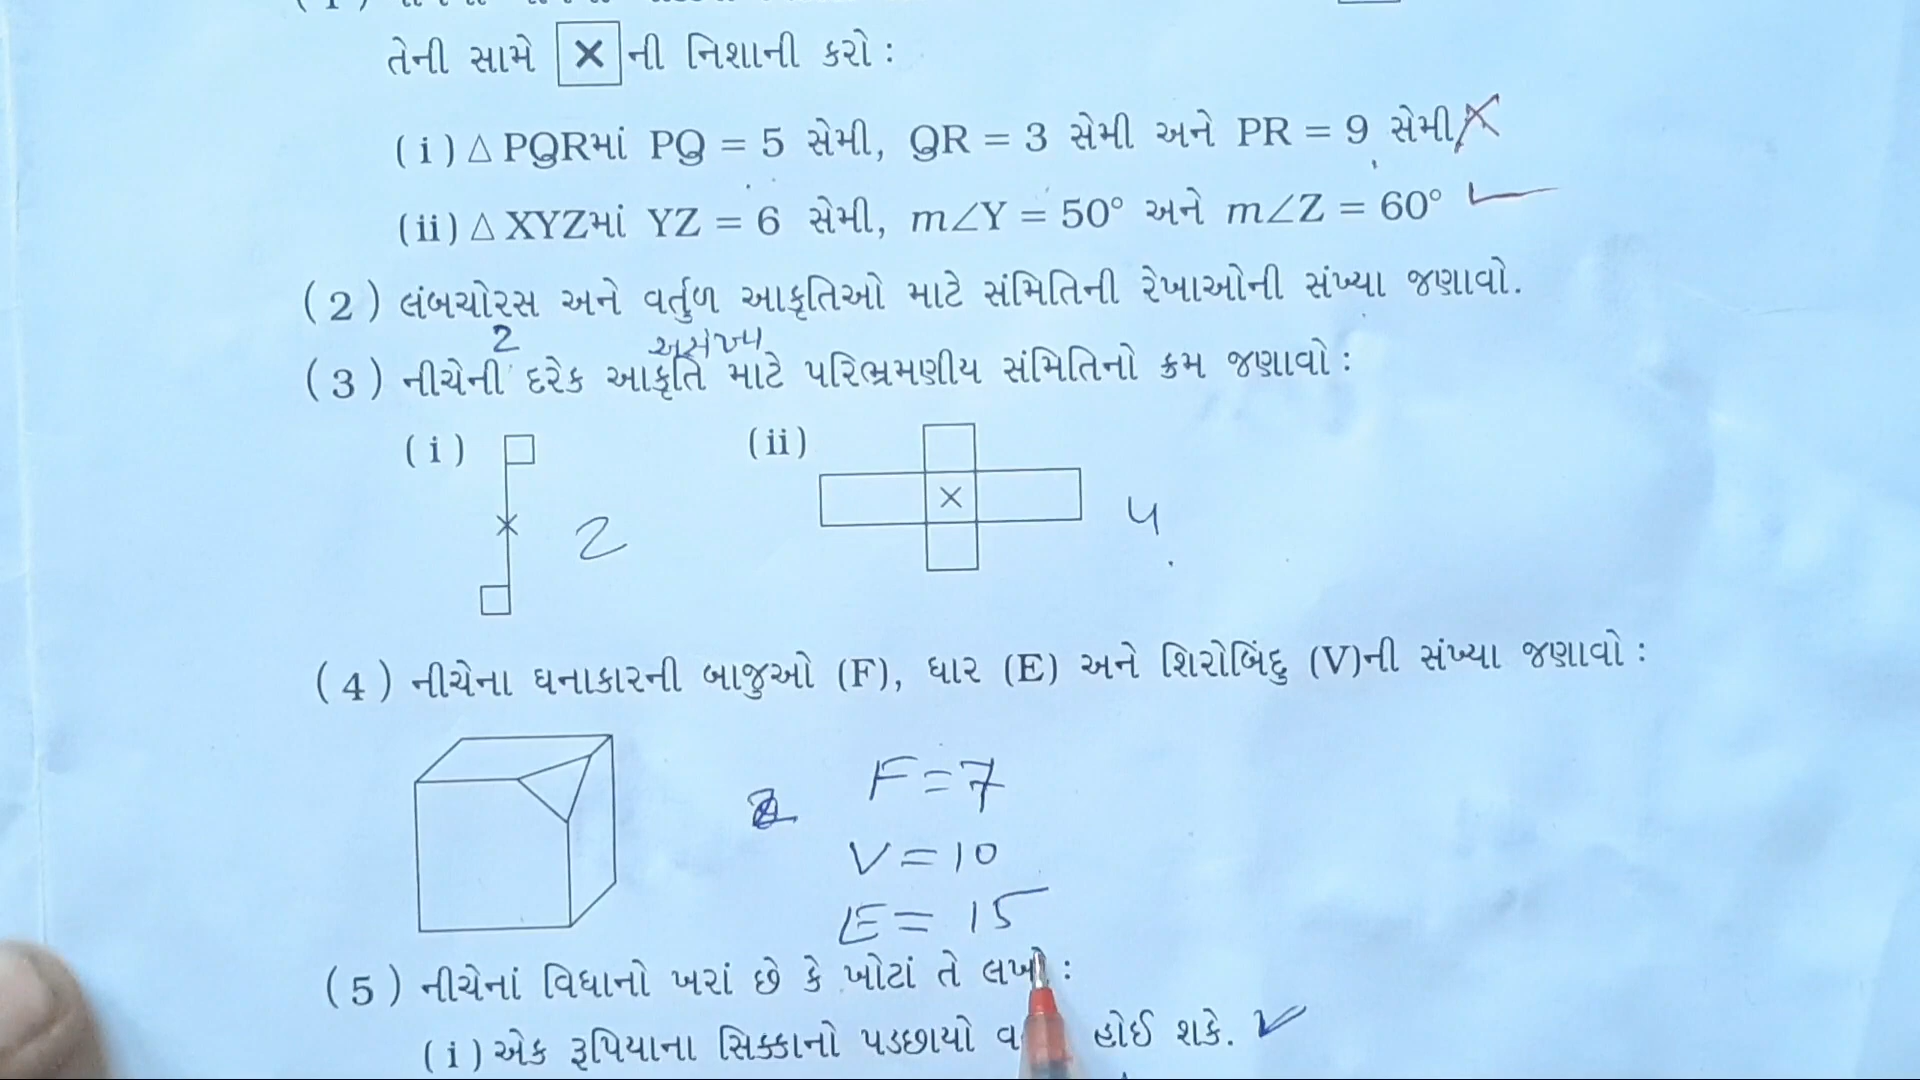 તેની સામે [×] ની નિશાની કરો :
( i ) △ PQRમાં PQ = 5 સેમી, QR = 3 સેમી અને PR = 9 સેમી ✗
(ii) △ XYZમાં YZ = 6 સેમી, m∠Y = 50° અને m∠Z = 60° ✓
( 2 ) લંબચોરસ અને વર્તુળ આકૃતિઓ માટે સંમિતિની રેખાઓની સંખ્યા જણાવો.
2 અસંખ્ય
( 3 ) નીચેની દરેક આકૃતિ માટે પરિભ્રમણીય સંમિતિનો ક્રમ જણાવો :
( i ) 2 (ii) 4
( 4 ) નીચેના ઘનાકારની બાજુઓ (F), ધાર (E) અને શિરોબિંદુ (V)ની સંખ્યા જણાવો :
F = 7
V = 10
E = 15
( 5 ) નીચેનાં વિધાનો ખરાં છે કે ખોટાં તે લખો :
( i ) એક રૂપિયાના સિક્કાનો પડછાયો હોઈ શકે. ✓